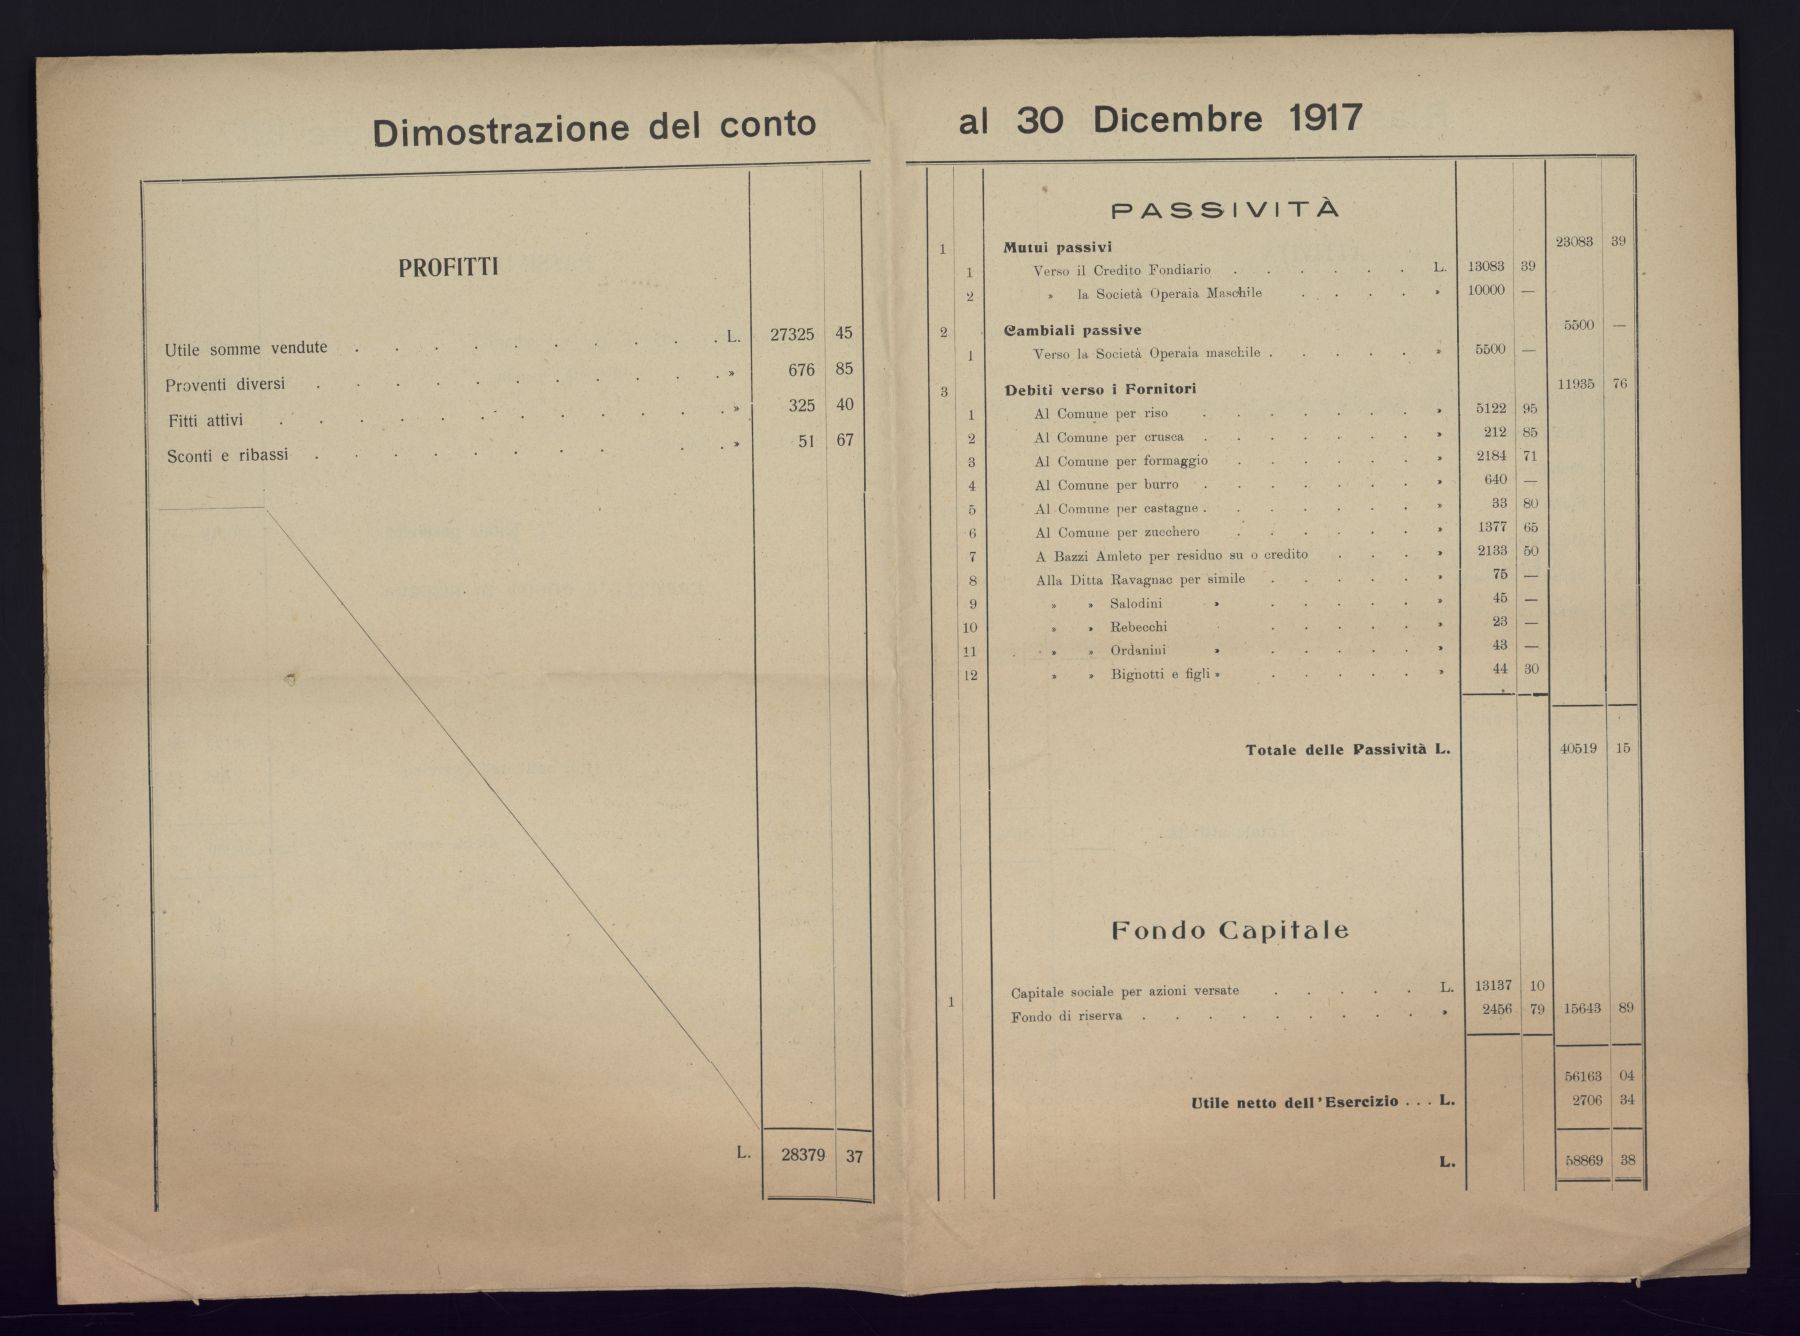 Dimostrazione del conto
PROFITTI
Utile somme vendute . . . . . . . . . . L. 27325 45
Proventi diversi . . . . . . . . . . . » 676 85
Fitti attivi . . . . . . . . . . . » 325 40
Sconti e ribassi . . . . . . . . . . » 51 67
L. 28379 37
al 30 Dicembre 1917
PASSIVITÀ
1 Mutui passivi 23083 39
1 Verso il Credito Fondiario . . . . . . L. 13083 39
2 » la Società Operaia Maschile . . . . » 10000 —
2 Cambiali passive 5500 —
1 Verso la Società Operaia maschile . . . . . » 5500 —
3 Debiti verso i Fornitori 11935 76
1 Al Comune per riso . . . . . . . » 5122 95
2 Al Comune per crusca . . . . . . . » 212 85
3 Al Comune per formaggio . . . . . . » 2184 71
4 Al Comune per burro . . . . . . . » 640 —
5 Al Comune per castagne . . . . . . . » 33 80
6 Al Comune per zucchero . . . . . . » 1377 65
7 A Bazzi Amleto per residuo su o credito . . . » 2133 50
8 Alla Ditta Ravagnac per simile . . . . . » 75 —
9 » » Salodini » . . . . . » 45 —
10 » » Rebecchi . . . . . » 23 —
11 » » Ordanini » . . . . . » 43 —
12 » » Bignotti e figli » . . . . . » 44 30
Totale delle Passività L. 40519 15
Fondo Capitale
Capitale sociale per azioni versate . . . . . L. 13137 10
1 Fondo di riserva . . . . . . . . . » 2456 79 15643 89
56163 04
Utile netto dell'Esercizio . . . L. 2706 34
L. 58869 38